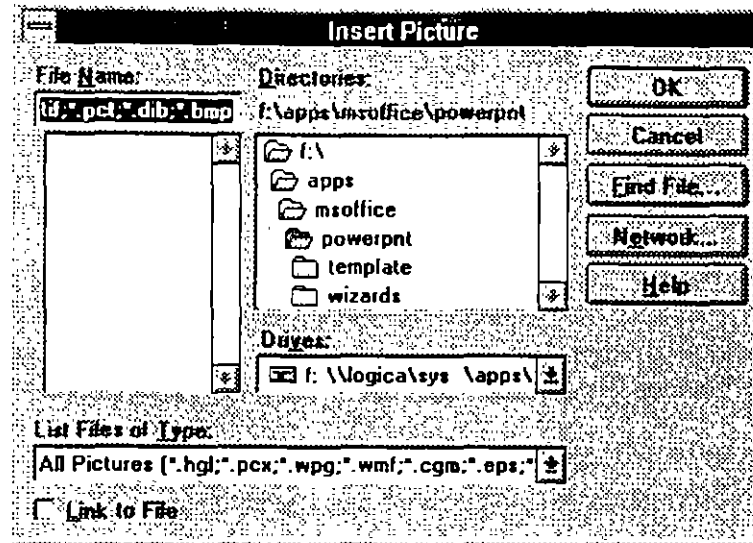 Insert Picture
File Name:
tif;*.pct;*.dib;*.bmp
Directories:
f:\apps\msoffice\powerpnt
f:\
apps
msoffice
powerpnt
template
wizards
Drives:
f: \\logica\sys \apps\
List Files of Type:
All Pictures (*.hgl;*.pcx;*.wpg;*.wmf;*.cgm;*.eps;*
Link to File
OK
Cancel
Find File...
Network...
Help